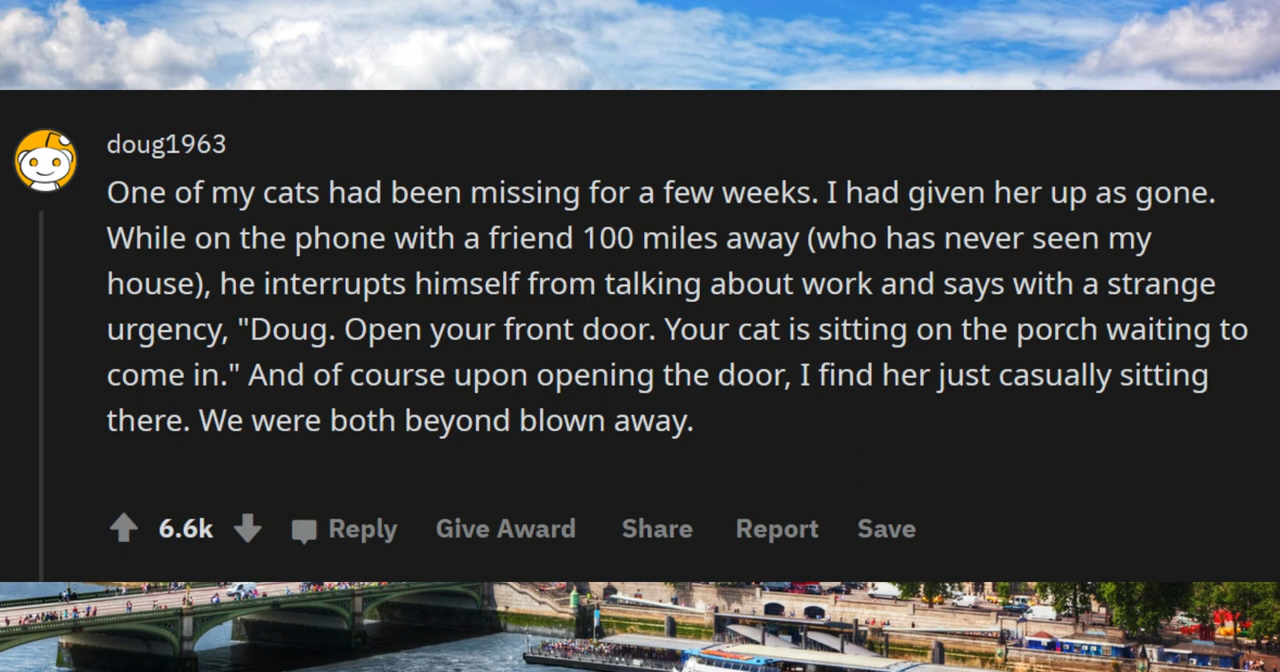 doug1963
One of my cats had been missing for a few weeks. I had given her up as gone.
While on the phone with a friend 100 miles away (who has never seen my
house), he interrupts himself from talking about work and says with a strange
urgency, "Doug. Open your front door. Your cat is sitting on the porch waiting to
come in." And of course upon opening the door, I find her just casually sitting
there. We were both beyond blown away.
6.6k Reply Give Award Share Report Save